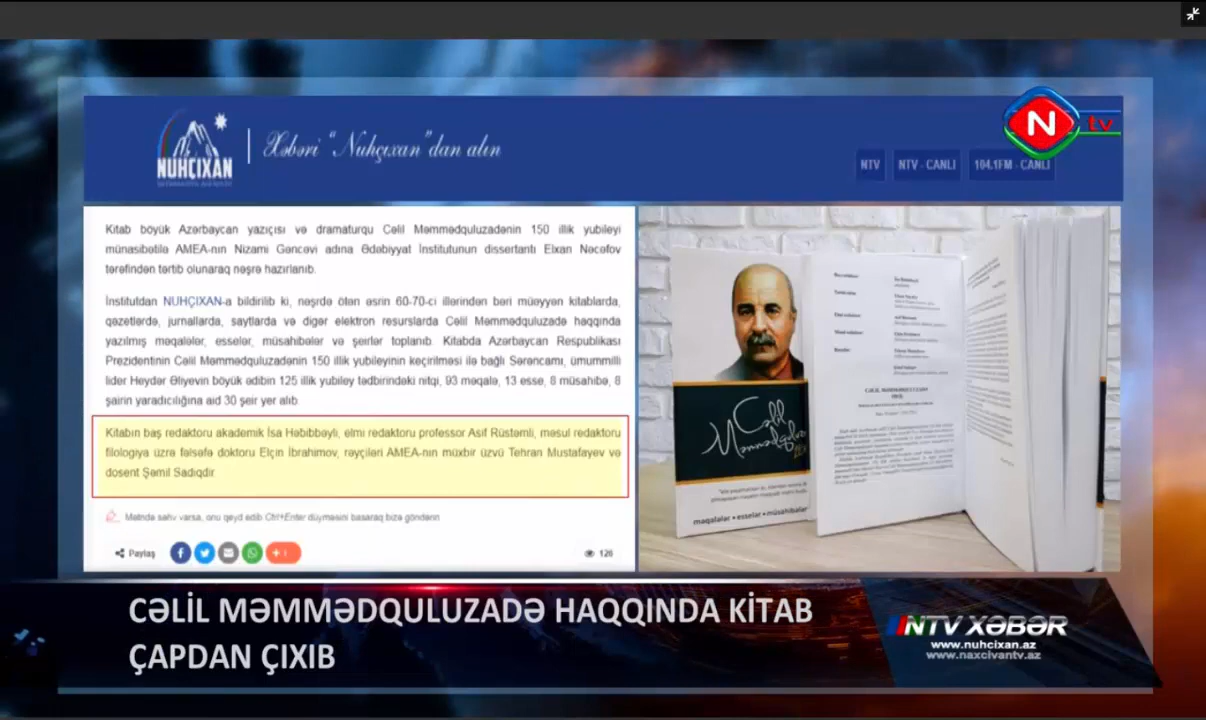 NUHÇIXAN
Xəbəri "Nuhçıxan"dan alın
N tv
NTV
NTV - CANLI
104.1FM - CANLI
Kitab böyük Azərbaycan yazıçısı və dramaturqu Cəlil Məmmədquluzadənin 150 illik yubileyi
münasibətilə AMEA-nın Nizami Gəncəvi adına Ədəbiyyat İnstitutunun dissertantı Elxan Nəcəfov
tərəfindən tərtib olunaraq nəşrə hazırlanıb.
İnstitutdan NUHÇIXAN-a bildirilib ki, nəşrdə ötən əsrin 60-70-ci illərindən bəri müəyyən kitablarda,
qəzetlərdə, jurnallarda, saytlarda və digər elektron resurslarda Cəlil Məmmədquluzadə haqqında
yazılmış məqalələr, esselər, müsahibələr və şeirlər toplanıb. Kitabda Azərbaycan Respublikası
Prezidentinin Cəlil Məmmədquluzadənin 150 illik yubileyinin keçirilməsi ilə bağlı Sərəncamı, ümummilli
lider Heydər Əliyevin böyük ədibin 125 illik yubiley tədbirindəki nitqi, 93 məqalə, 13 esse, 8 müsahibə, 8
şairin yaradıcılığına aid 30 şeir yer alıb
Kitabın baş redaktoru akademik İsa Həbibbəyli, elmi redaktoru professor Asif Rüstəmli, məsul redaktoru
filologiya üzrə fəlsəfə doktoru Elçin İbrahimov, rəyçiləri AMEA-nın müxbir üzvü Tehran Mustafayev və
dosent Şəmil Sadiqdir.
Mətndə səhv varsa, onu qeyd edib Ctrl+Enter düyməsini basaraq bizə göndərin
Paylaş
126
Cəlil
məqalələr • esselər • müsahibələr
CƏLİL MƏMMƏDQULUZADƏ HAQQINDA KİTAB
ÇAPDAN ÇIXIB
NTV XƏBƏR
www.nuhcixan.az
www.naxcivantv.az